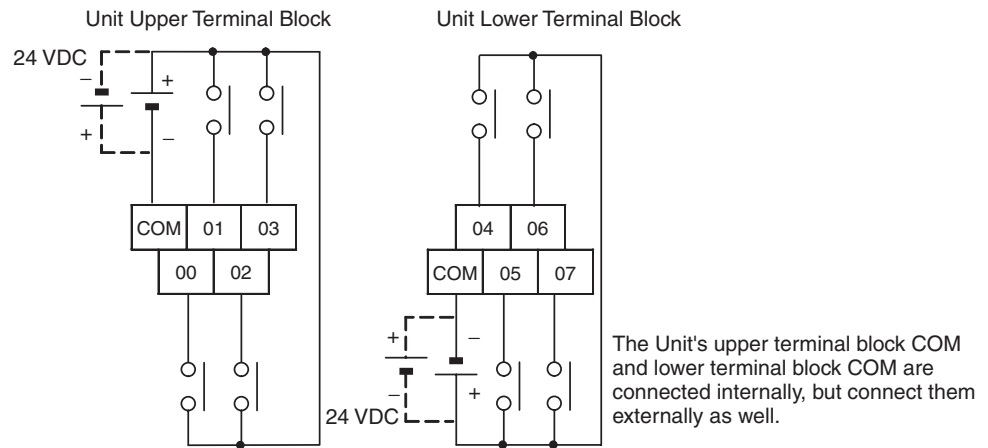 Unit Upper Terminal Block
Unit Lower Terminal Block
24 VDC
–
+
+
–
COM 01 03
00 02
04 06
COM 05 07
+
–
–
+
24 VDC
The Unit's upper terminal block COM
and lower terminal block COM are
connected internally, but connect them
externally as well.